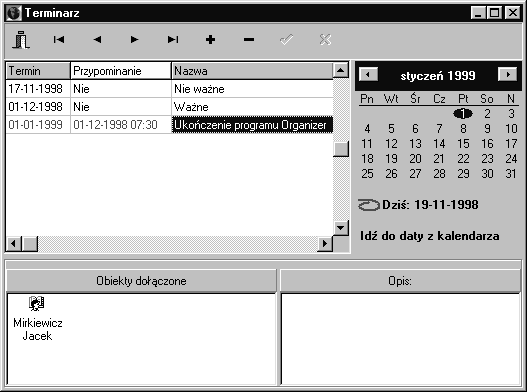 Terminarz
Termin Przypominanie Nazwa
17-11-1998 Nie Nie ważne
01-12-1998 Nie Ważne
01-01-1999 01-12-1998 07:30 Ukończenie programu Organizer
styczeń 1999
Pn Wt Śr Cz Pt So N
1 2 3
4 5 6 7 8 9 10
11 12 13 14 15 16 17
18 19 20 21 22 23 24
25 26 27 28 29 30 31
Dziś: 19-11-1998
Idź do daty z kalendarza
Obiekty dołączone Opis:
Mirkiewicz
Jacek